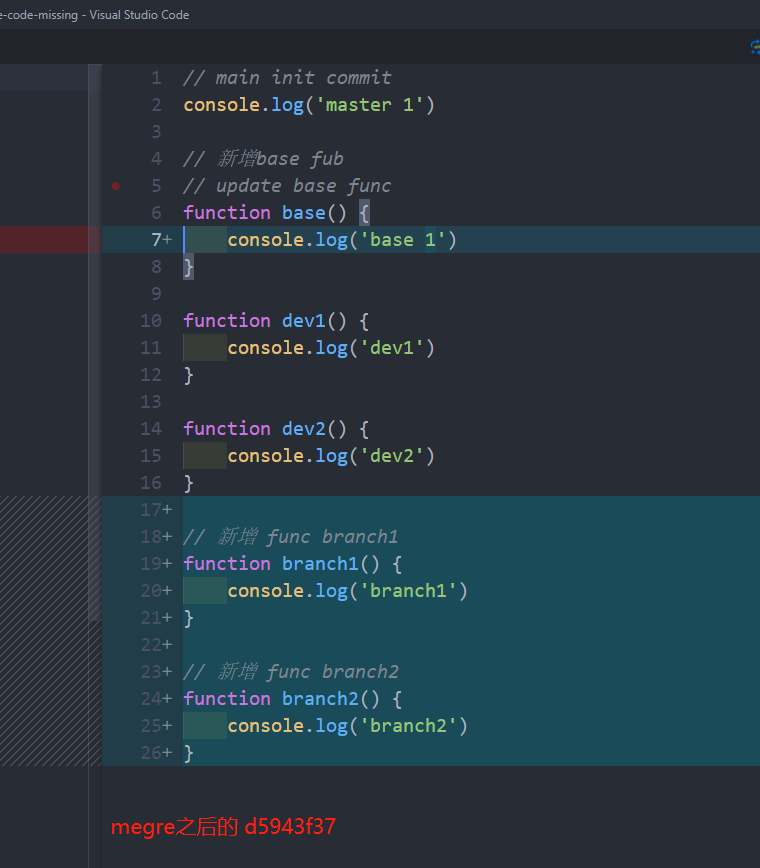 e-code-missing - Visual Studio Code
1 // main init commit
2 console.log('master 1')
3
4 // 新增base fub
5 // update base func
6 function base() {
7+ console.log('base 1')
8 }
9
10 function dev1() {
11 console.log('dev1')
12 }
13
14 function dev2() {
15 console.log('dev2')
16 }
17+
18+ // 新增 func branch1
19+ function branch1() {
20+ console.log('branch1')
21+ }
22+
23+ // 新增 func branch2
24+ function branch2() {
25+ console.log('branch2')
26+ }
megre之后的 d5943f37